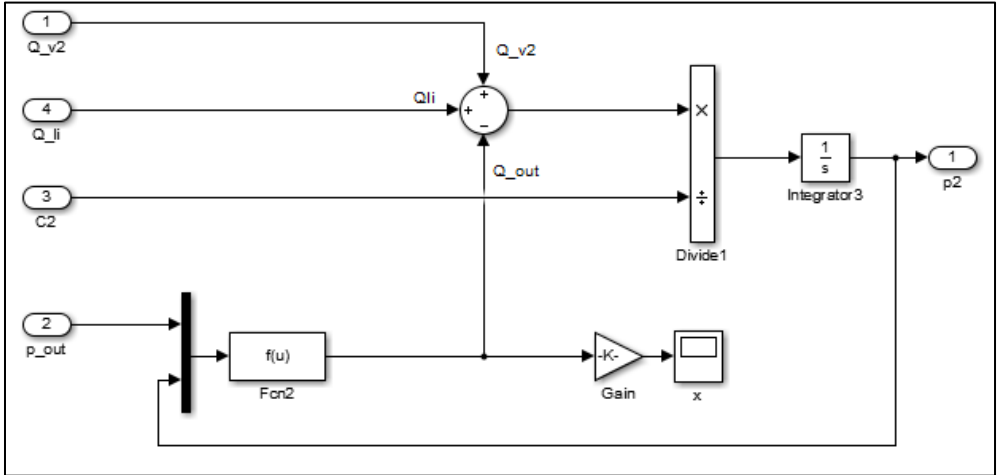 1
Q_v2
Q_v2
4
Q_li
Qli
+
+
−
Q_out
3
C2
×
÷
Divide1
1
s
Integrator3
1
p2
2
p_out
f(u)
Fcn2
-K-
Gain
x